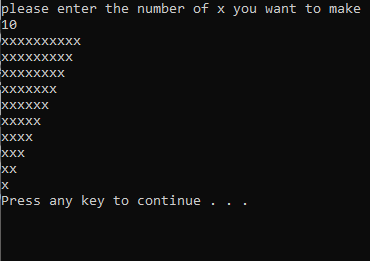 please enter the number of x you want to make
10
xxxxxxxxxx
xxxxxxxxx
xxxxxxxx
xxxxxxx
xxxxxx
xxxxx
xxxx
xxx
xx
x
Press any key to continue . . .